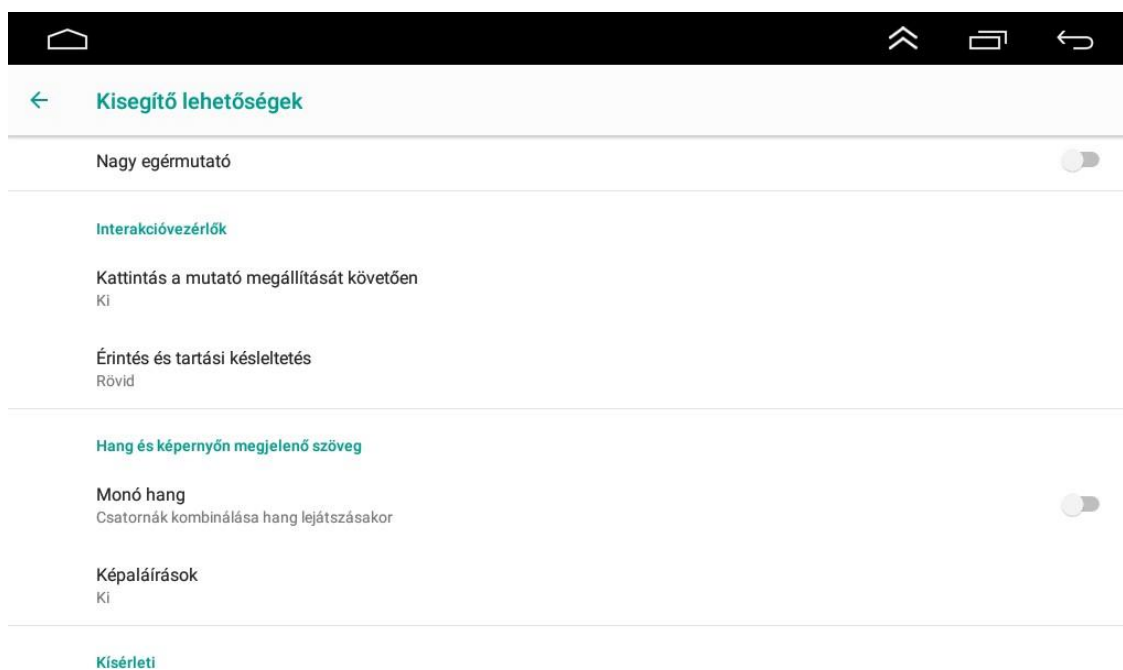 Kisegítő lehetőségek
Nagy egérmutató
Interakcióvezérlők
Kattintás a mutató megállítását követően
Ki
Érintés és tartási késleltetés
Rövid
Hang és képernyőn megjelenő szöveg
Monó hang
Csatornák kombinálása hang lejátszásakor
Képaláírások
Ki
Kísérleti